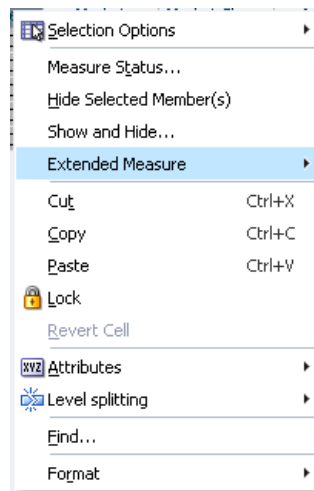 Selection Options
Measure Status...
Hide Selected Member(s)
Show and Hide...
Extended Measure
Cut Ctrl+X
Copy Ctrl+C
Paste Ctrl+V
Lock
Revert Cell
XYZ Attributes
Level splitting
Find...
Format